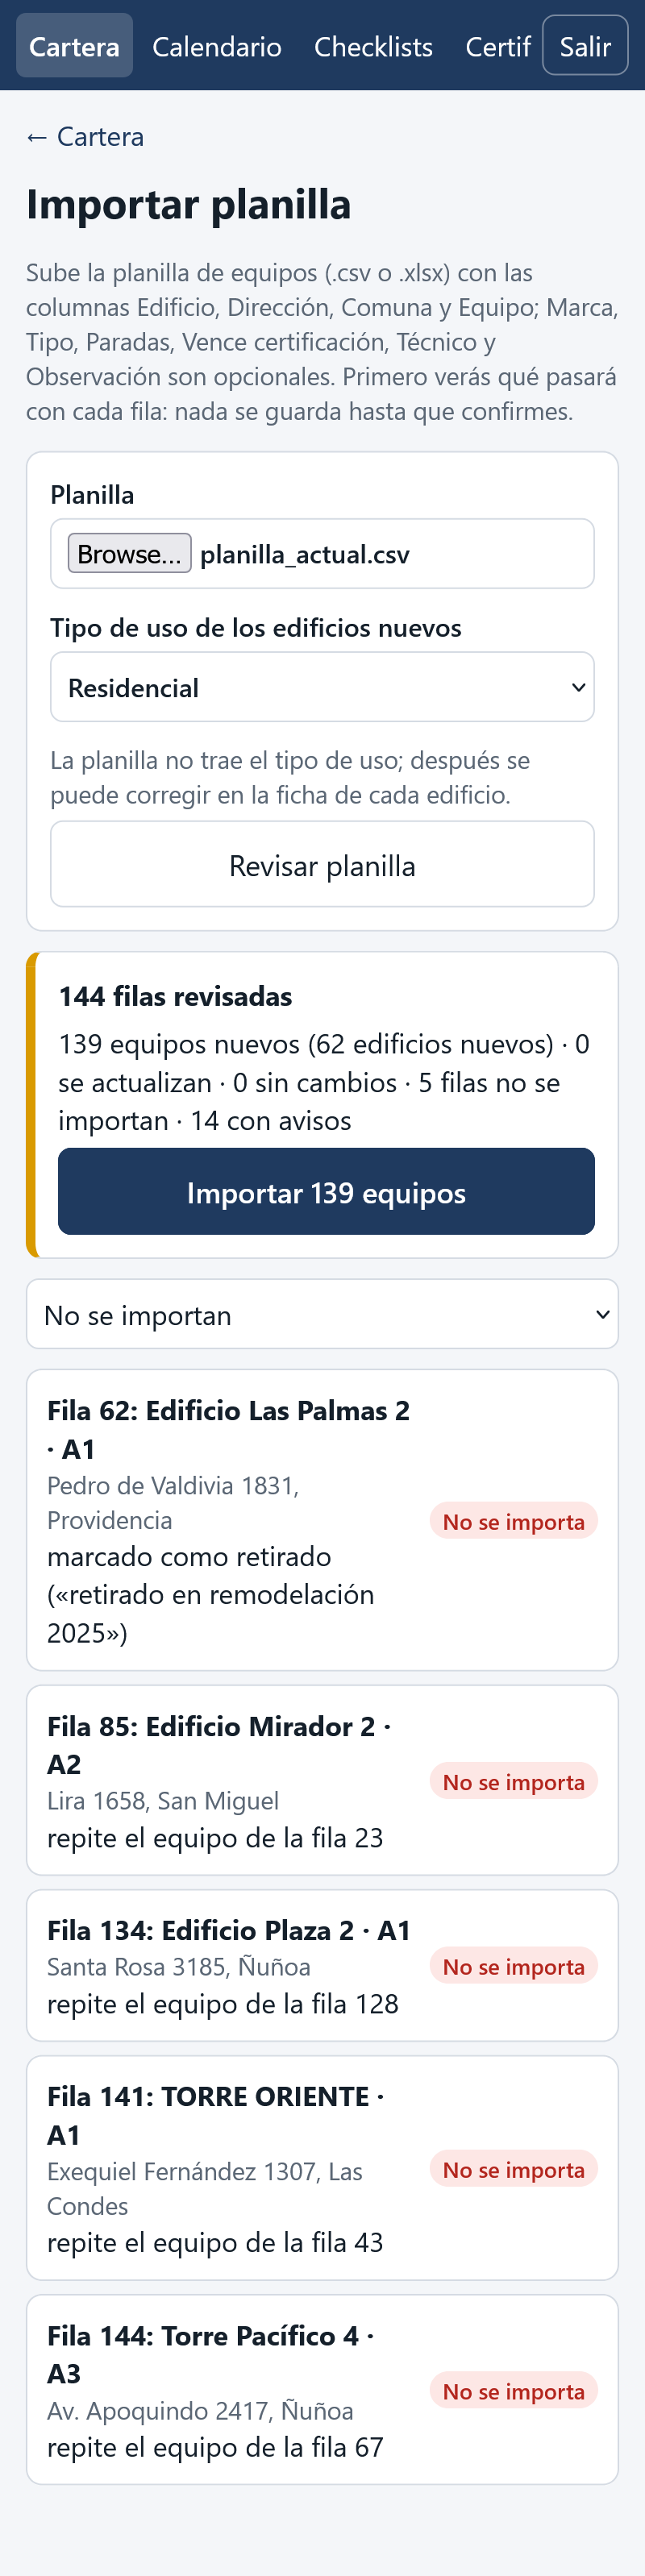 Cartera Calendario Checklists Certif Salir
← Cartera
Importar planilla
Sube la planilla de equipos (.csv o .xlsx) con las
columnas Edificio, Dirección, Comuna y Equipo; Marca,
Tipo, Paradas, Vence certificación, Técnico y
Observación son opcionales. Primero verás qué pasará
con cada fila: nada se guarda hasta que confirmes.
Planilla
Browse... planilla_actual.csv
Tipo de uso de los edificios nuevos
Residencial
La planilla no trae el tipo de uso; después se
puede corregir en la ficha de cada edificio.
Revisar planilla
144 filas revisadas
139 equipos nuevos (62 edificios nuevos) · 0
se actualizan · 0 sin cambios · 5 filas no se
importan · 14 con avisos
Importar 139 equipos
No se importan
Fila 62: Edificio Las Palmas 2
· A1
Pedro de Valdivia 1831,
Providencia
No se importa
marcado como retirado
(«retirado en remodelación
2025»)
Fila 85: Edificio Mirador 2 ·
A2
No se importa
Lira 1658, San Miguel
repite el equipo de la fila 23
Fila 134: Edificio Plaza 2 · A1
Santa Rosa 3185, Ñuñoa
No se importa
repite el equipo de la fila 128
Fila 141: TORRE ORIENTE ·
A1
Exequiel Fernández 1307, Las
No se importa
Condes
repite el equipo de la fila 43
Fila 144: Torre Pacífico 4 ·
A3
No se importa
Av. Apoquindo 2417, Ñuñoa
repite el equipo de la fila 67